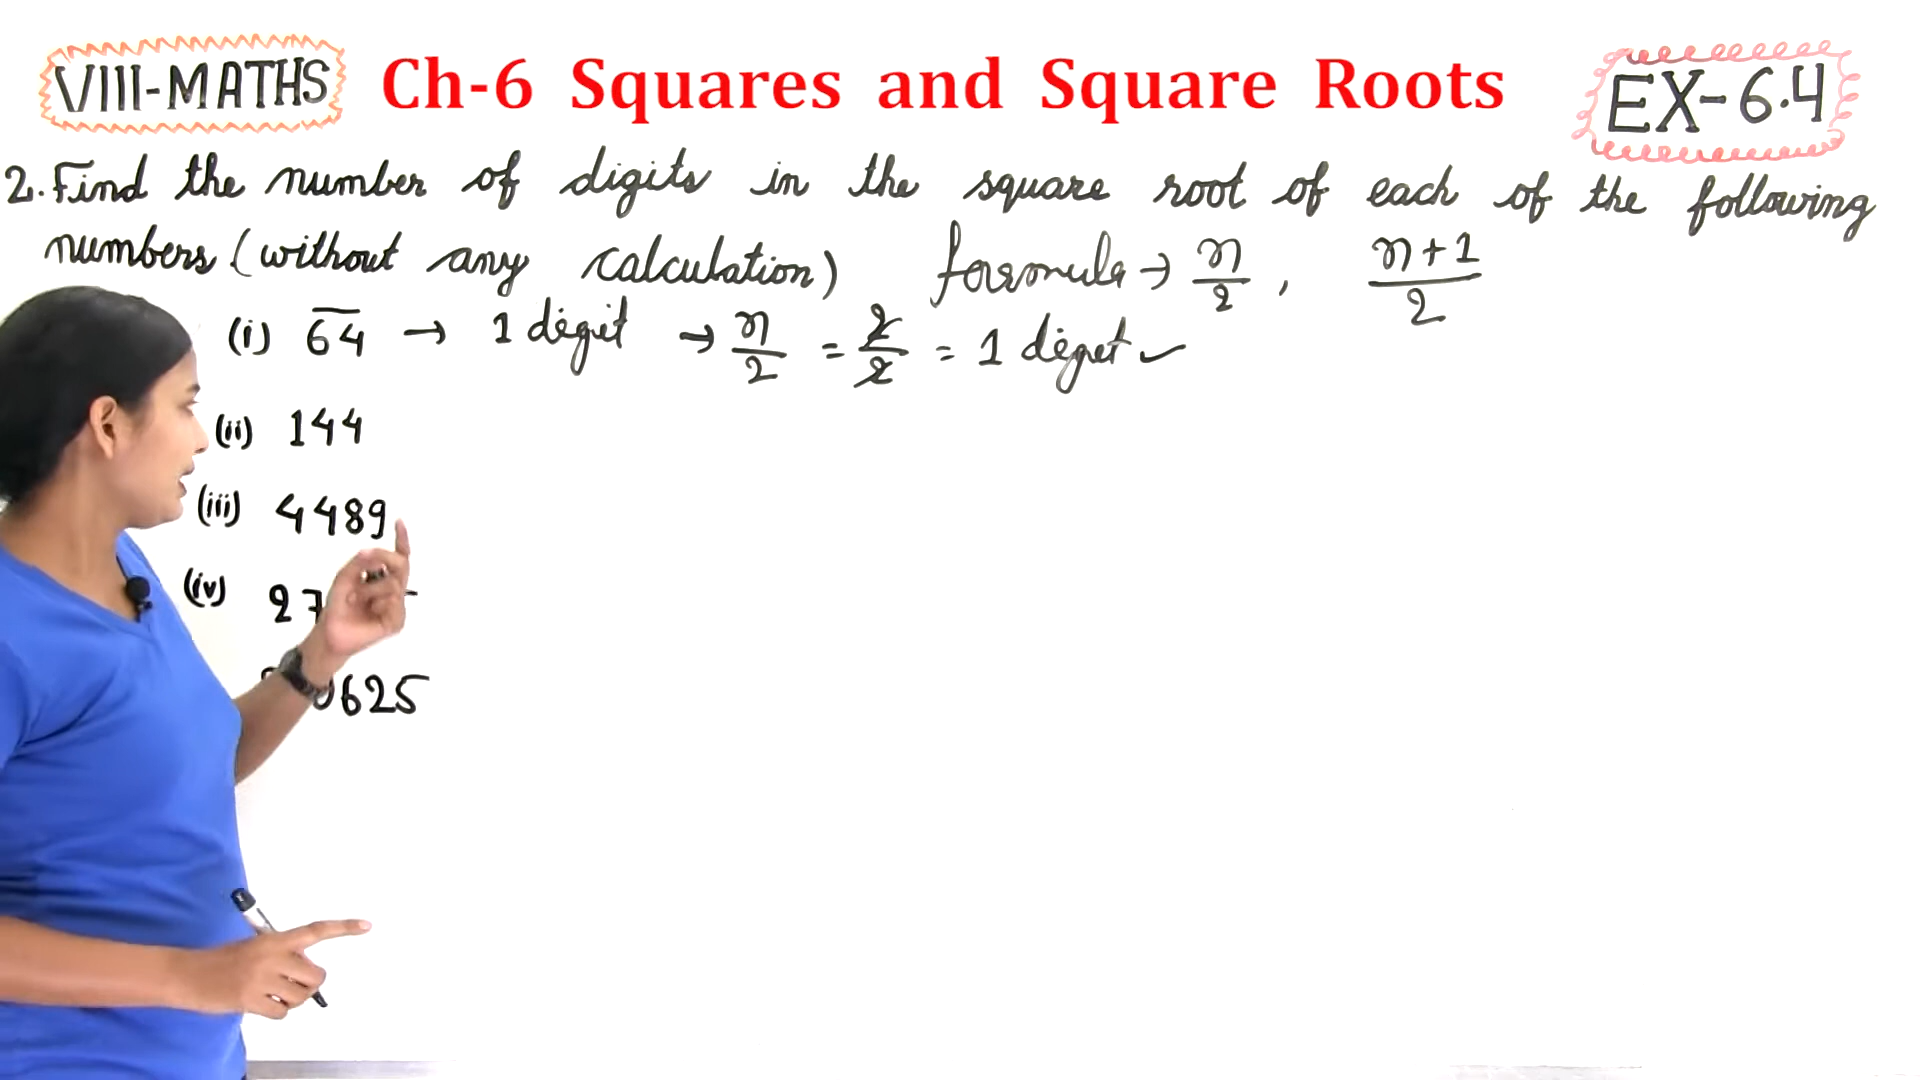 VIII-MATHS Ch-6 Squares and Square Roots EX-6.4
2. Find the number of digits in the square root of each of the following
numbers (without any calculation) formula → n/2 , n+1/2
(i) 64 → 1 digit → n/2 = 2/2 = 1 digit ✓
(ii) 144
(iii) 4489
(iv) 27
0625